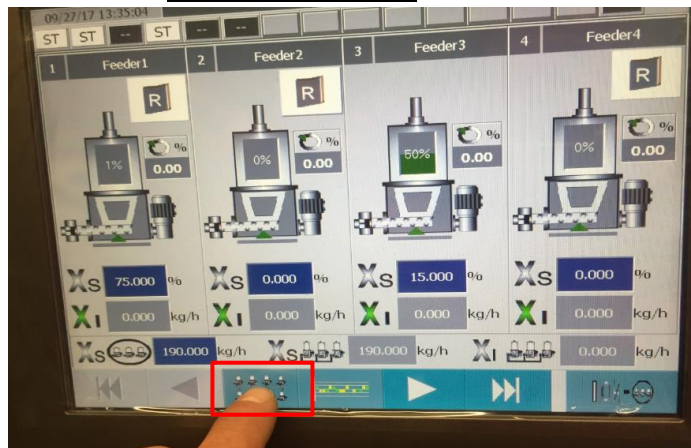 09/27/17 13:35:04
ST ST -- ST -- --
1 Feeder1 2 Feeder2 3 Feeder3 4 Feeder4
R R R
% % % %
1% 0.00 0% 0.00 50% 0.00 0% 0.00
Xs 75.000 % Xs 0.000 % Xs 15.000 % Xs 0.000 %
XI 0.000 kg/h XI 0.000 kg/h XI 0.000 kg/h XI 0.000 kg/h
Xs 190.000 kg/h Xs 190.000 kg/h XI 0.000 kg/h